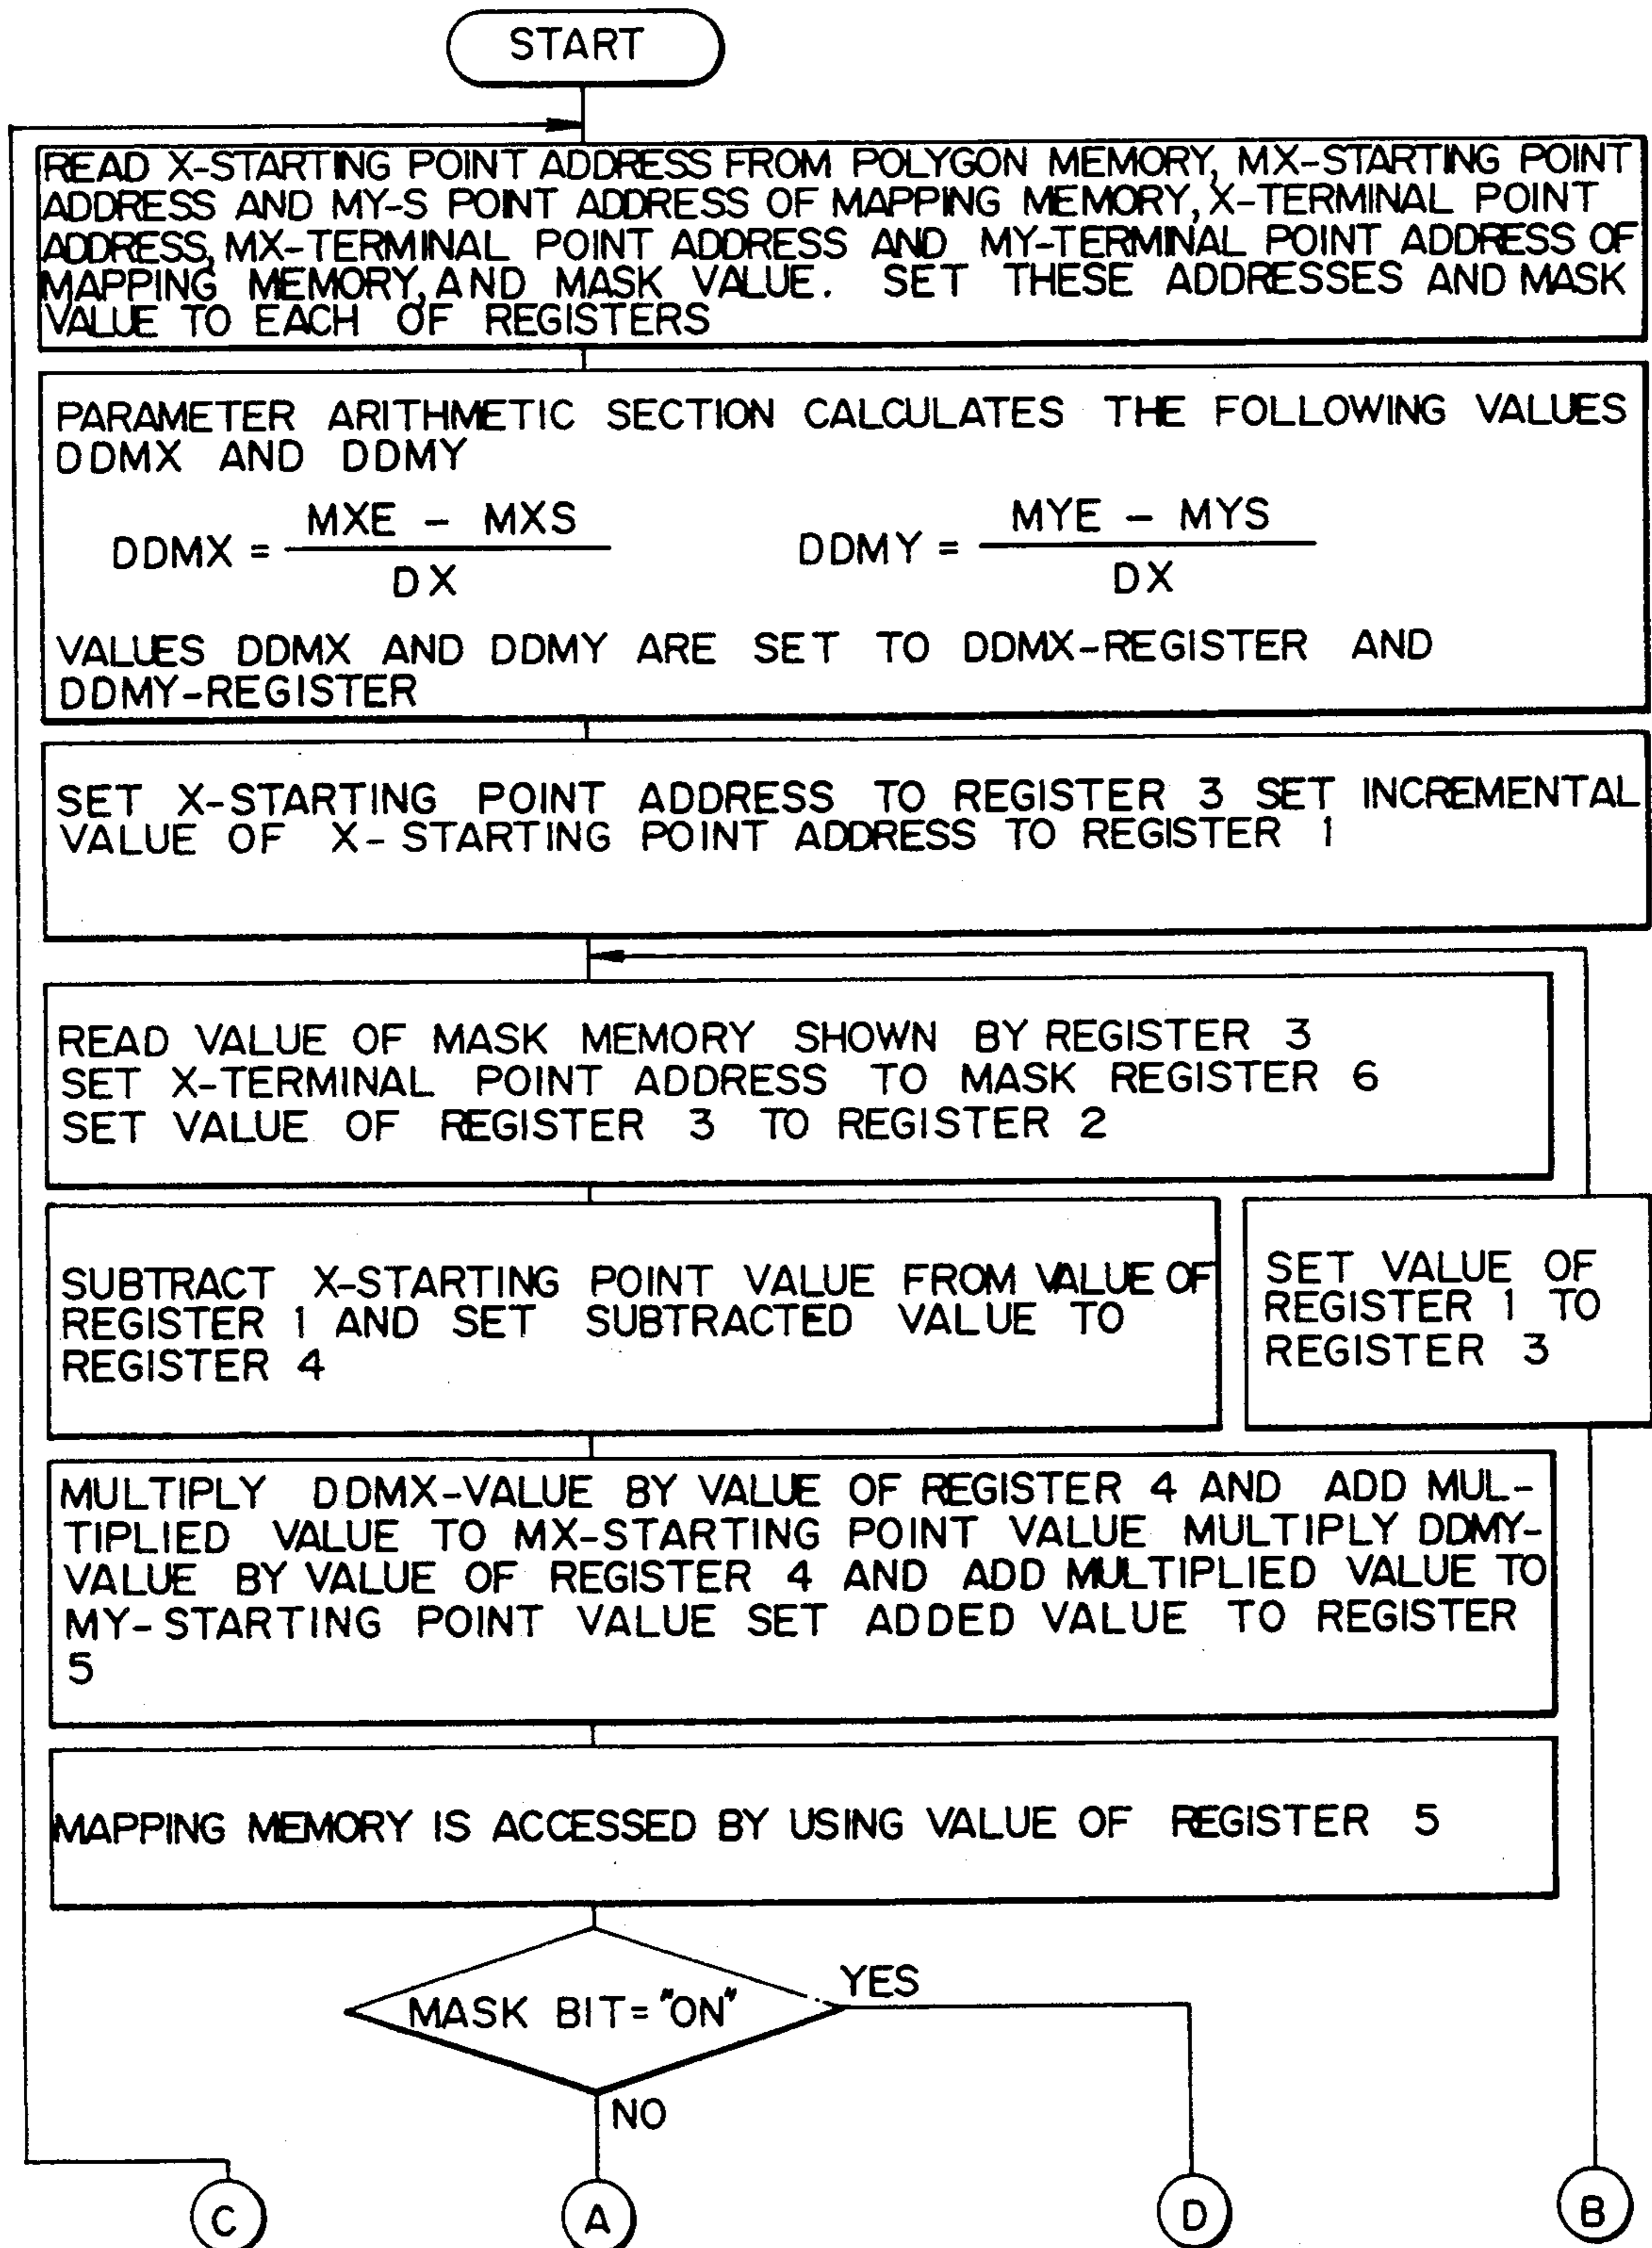 START
READ X-STARTING POINT ADDRESS FROM POLYGON MEMORY, MX-STARTING POINT
ADDRESS AND MY-S POINT ADDRESS OF MAPPING MEMORY, X-TERMINAL POINT
ADDRESS, MX-TERMINAL POINT ADDRESS AND MY-TERMINAL POINT ADDRESS OF
MAPPING MEMORY, AND MASK VALUE. SET THESE ADDRESSES AND MASK
VALUE TO EACH OF REGISTERS
PARAMETER ARITHMETIC SECTION CALCULATES THE FOLLOWING VALUES
DDMX AND DDMY
MXE - MXS
DDMX =
DX
MYE - MYS
DDMY =
DX
VALUES DDMX AND DDMY ARE SET TO DDMX-REGISTER AND
DDMY-REGISTER
SET X-STARTING POINT ADDRESS TO REGISTER 3 SET INCREMENTAL
VALUE OF X-STARTING POINT ADDRESS TO REGISTER 1
READ VALUE OF MASK MEMORY SHOWN BY REGISTER 3
SET X-TERMINAL POINT ADDRESS TO MASK REGISTER 6
SET VALUE OF REGISTER 3 TO REGISTER 2
SUBTRACT X-STARTING POINT VALUE FROM VALUE OF
REGISTER 1 AND SET SUBTRACTED VALUE TO
REGISTER 4
SET VALUE OF
REGISTER 1 TO
REGISTER 3
MULTIPLY DDMX-VALUE BY VALUE OF REGISTER 4 AND ADD MUL-
TIPLIED VALUE TO MX-STARTING POINT VALUE MULTIPLY DDMY-
VALUE BY VALUE OF REGISTER 4 AND ADD MULTIPLIED VALUE TO
MY-STARTING POINT VALUE SET ADDED VALUE TO REGISTER
5
MAPPING MEMORY IS ACCESSED BY USING VALUE OF REGISTER 5
MASK BIT="ON"
YES
NO
C
A
D
B